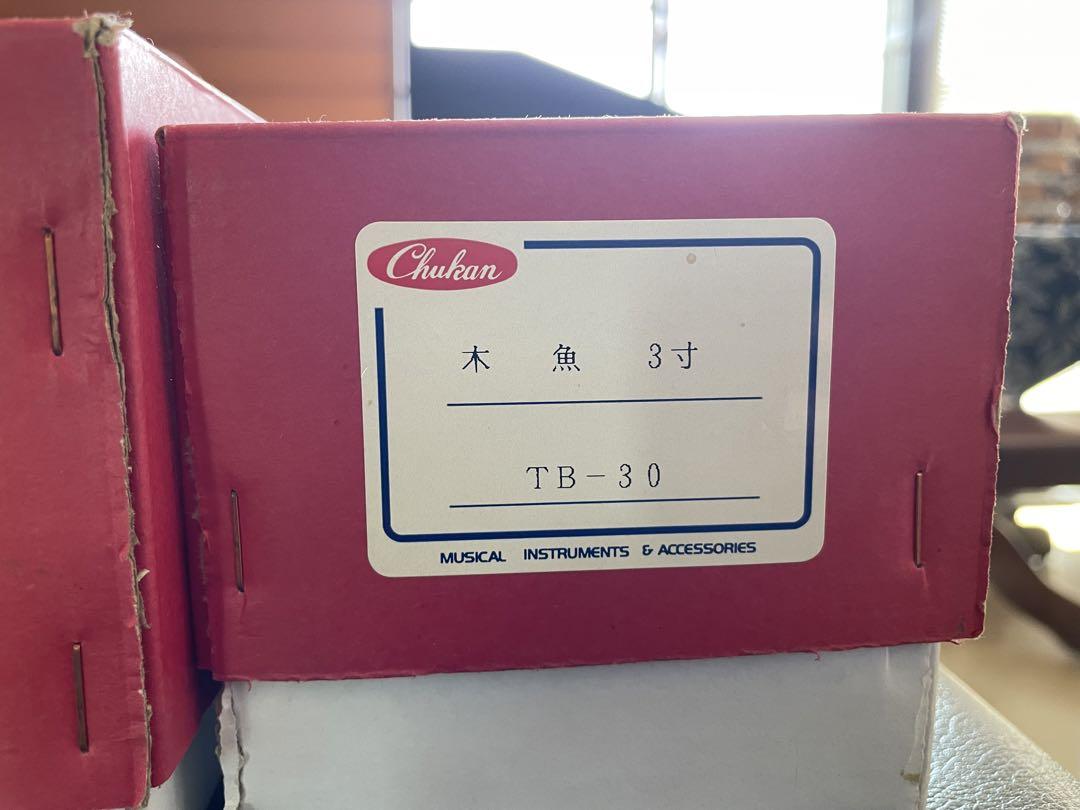 Chukan
木 魚 3寸
TB-30
MUSICAL INSTRUMENTS & ACCESSORIES